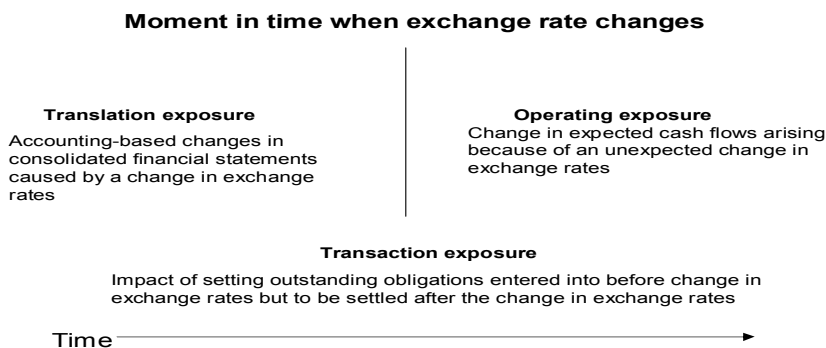 Moment in time when exchange rate changes
Translation exposure
Accounting-based changes in
consolidated financial statements
caused by a change in exchange
rates
Operating exposure
Change in expected cash flows arising
because of an unexpected change in
exchange rates
Transaction exposure
Impact of setting outstanding obligations entered into before change in
exchange rates but to be settled after the change in exchange rates
Time